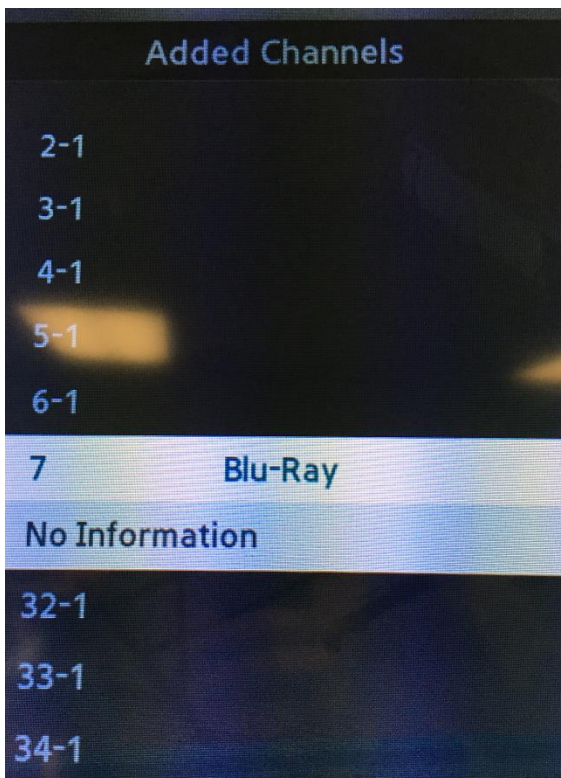 Added Channels
2-1
3-1
4-1
5-1
6-1
7 Blu-Ray
No Information
32-1
33-1
34-1